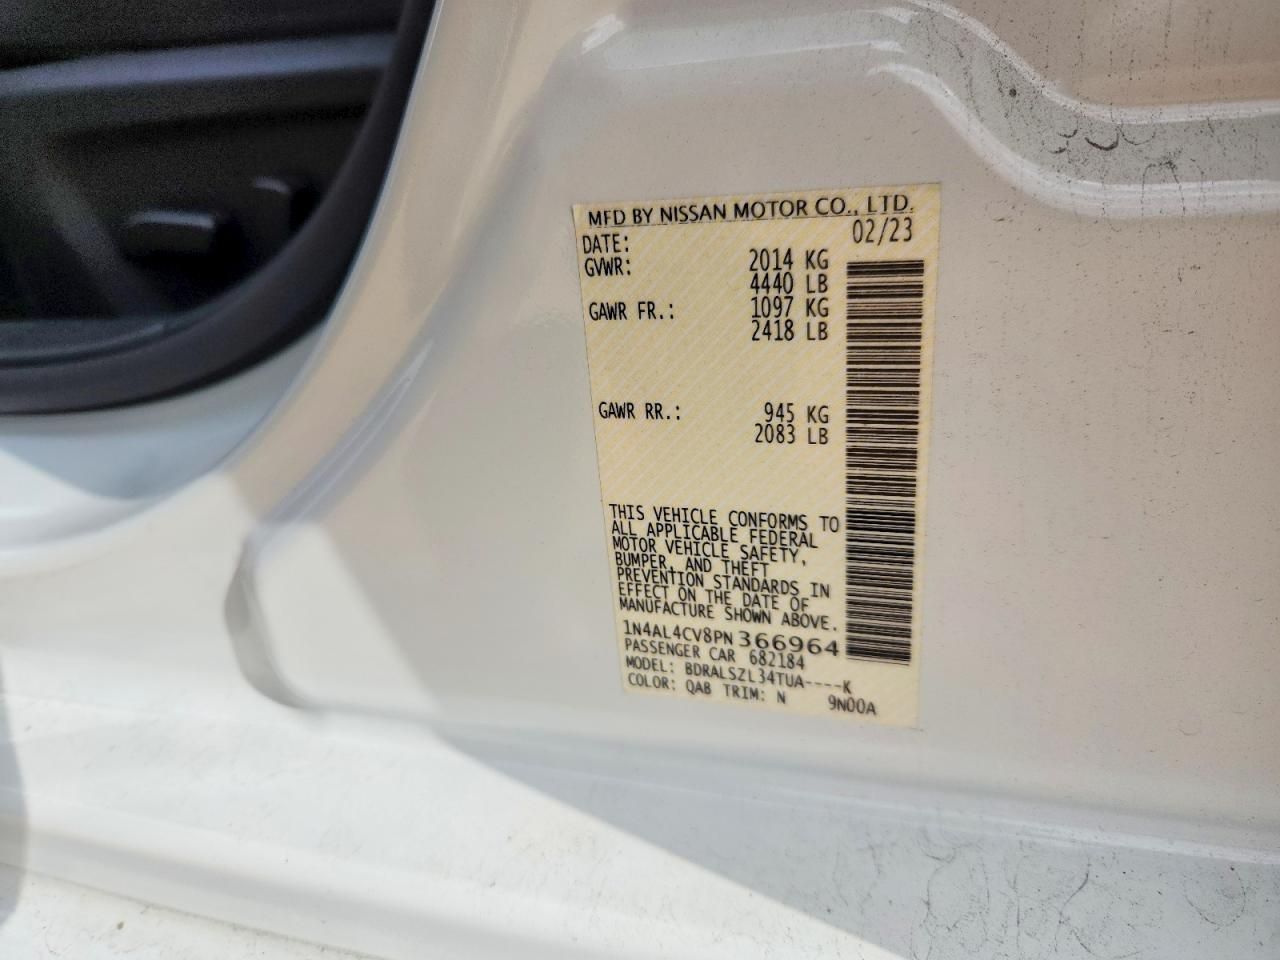 MFD BY NISSAN MOTOR CO., LTD.
DATE: 02/23
GVWR: 2014 KG
4440 LB
GAWR FR.: 1097 KG
2418 LB
GAWR RR.: 945 KG
2083 LB
THIS VEHICLE CONFORMS TO
ALL APPLICABLE FEDERAL
MOTOR VEHICLE SAFETY,
BUMPER, AND THEFT
PREVENTION STANDARDS IN
EFFECT ON THE DATE OF
MANUFACTURE SHOWN ABOVE.
1N4AL4CV8PN366964
PASSENGER CAR 682184
MODEL: BDRALSZL34TUA----K
COLOR: QAB TRIM: N 9N00A